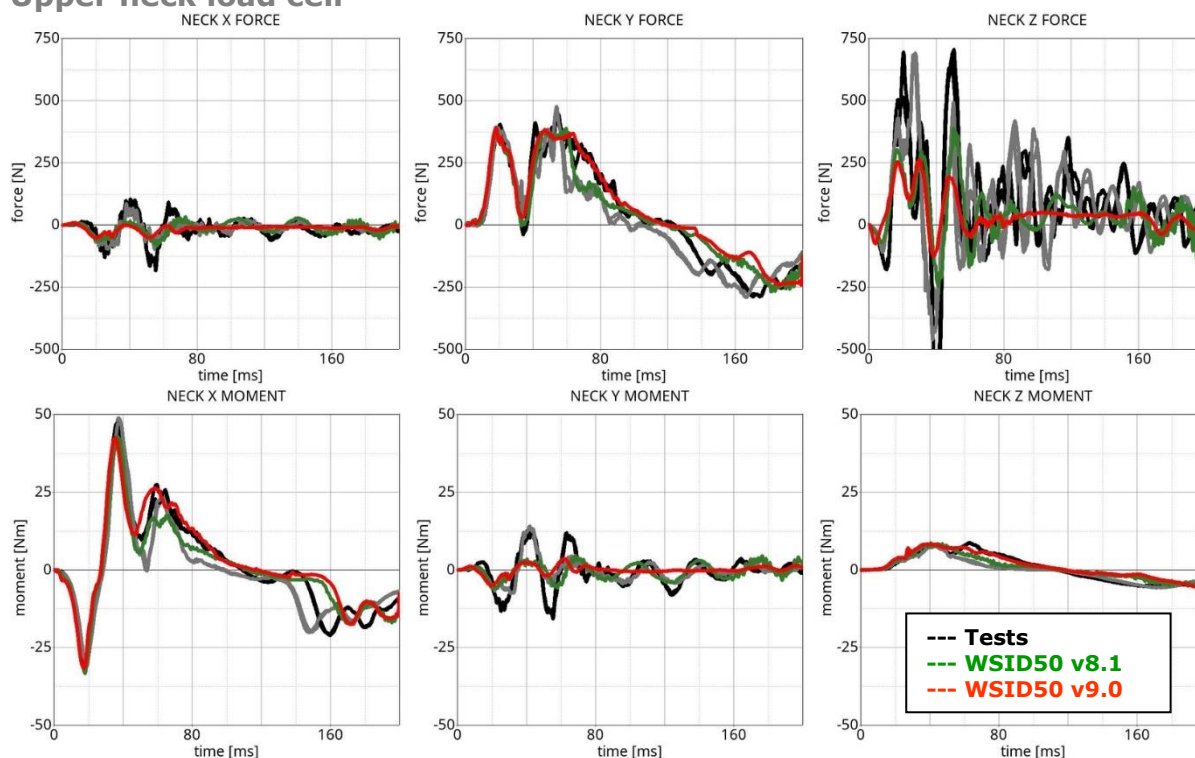 Upper neck load cell
NECK X FORCE
NECK Y FORCE
NECK Z FORCE
750
500
250
0
-250
-500
force [N]
0
80
160
time [ms]
750
500
250
0
-250
-500
force [N]
0
80
160
time [ms]
750
500
250
0
-250
-500
force [N]
0
80
160
time [ms]
NECK X MOMENT
NECK Y MOMENT
NECK Z MOMENT
50
25
0
-25
-50
moment [Nm]
0
80
160
time [ms]
50
25
0
-25
-50
moment [Nm]
0
80
160
time [ms]
50
25
0
-25
-50
moment [Nm]
0
80
160
time [ms]
--- Tests
--- WSID50 v8.1
--- WSID50 v9.0